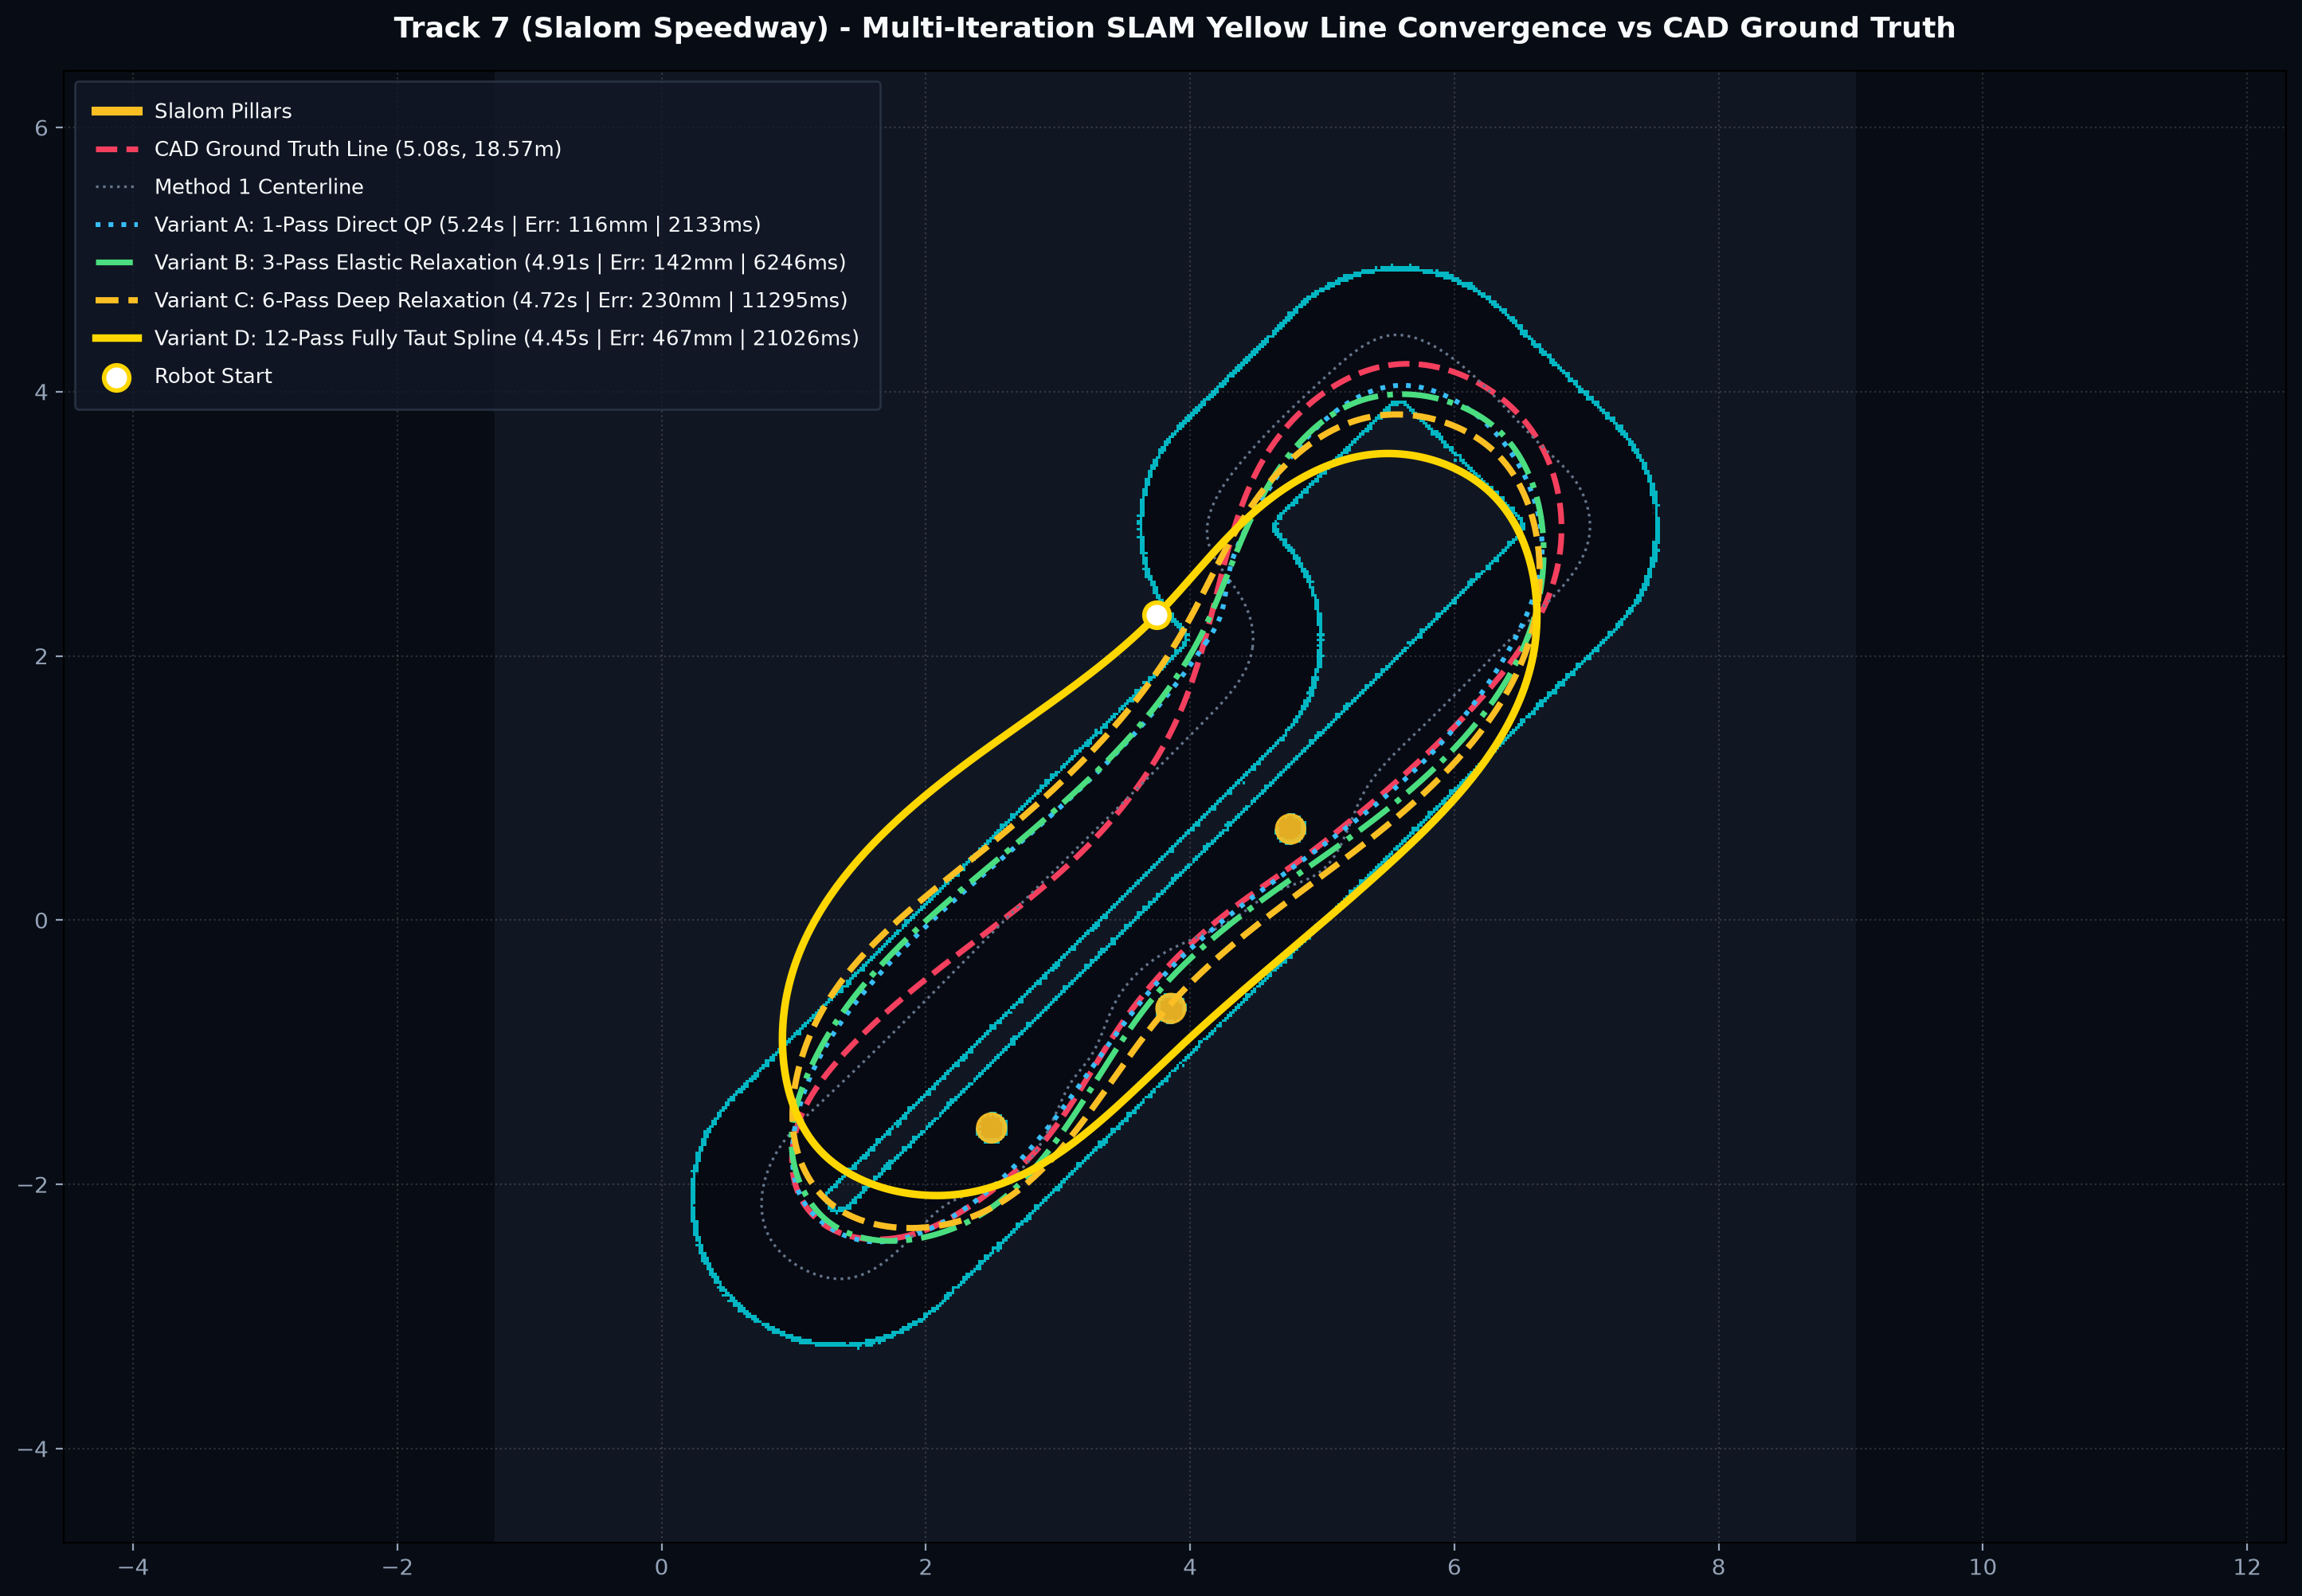 Track 7 (Slalom Speedway) - Multi-Iteration SLAM Yellow Line Convergence vs CAD Ground Truth
Slalom Pillars
CAD Ground Truth Line (5.08s, 18.57m)
Method 1 Centerline
Variant A: 1-Pass Direct QP (5.24s | Err: 116mm | 2133ms)
Variant B: 3-Pass Elastic Relaxation (4.91s | Err: 142mm | 6246ms)
Variant C: 6-Pass Deep Relaxation (4.72s | Err: 230mm | 11295ms)
Variant D: 12-Pass Fully Taut Spline (4.45s | Err: 467mm | 21026ms)
Robot Start
6
4
2
0
−2
−4
−4 −2 0 2 4 6 8 10 12